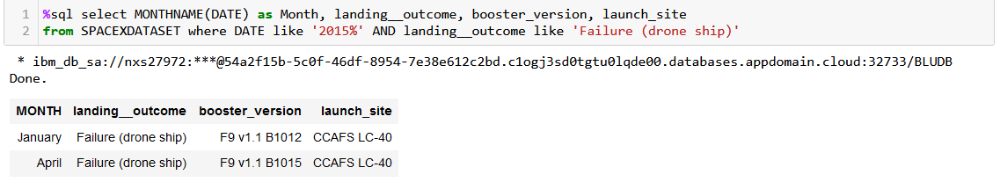 1 %sql select MONTHNAME(DATE) as Month, landing__outcome, booster_version, launch_site
2 from SPACEXDATASET where DATE like '2015%' AND landing__outcome like 'Failure (drone ship)'
* ibm_db_sa://nxs27972:***@54a2f15b-5c0f-46df-8954-7e38e612c2bd.c1ogj3sd0tgtu0lqde00.databases.appdomain.cloud:32733/BLUDB
Done.
MONTH landing__outcome booster_version launch_site
January Failure (drone ship) F9 v1.1 B1012 CCAFS LC-40
April Failure (drone ship) F9 v1.1 B1015 CCAFS LC-40